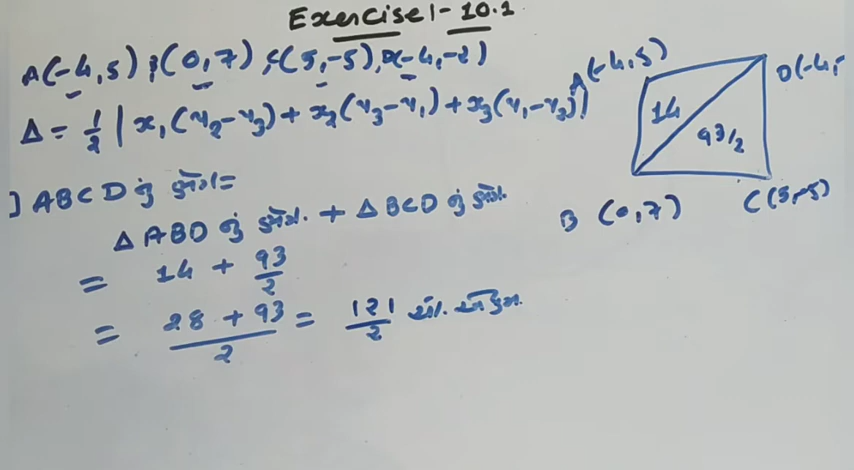 Exercise :- 10.1
A(-4,5) B(0,7) C(5,-5), D(-4,-2)
Δ = 1/2 | x₁(y₂-y₃) + x₂(y₃-y₁) + x₃(y₁-y₂)|
A(-4,5)
D(-4,-
14
93/2
B (0,7)
C(5,-5)
□ABCD નું ક્ષેત્ર =
Δ ABD નું ક્ષેત્ર. + Δ BCD નું ક્ષેત્ર.
= 14 + 93/2
= 28 + 93/2 = 121/2